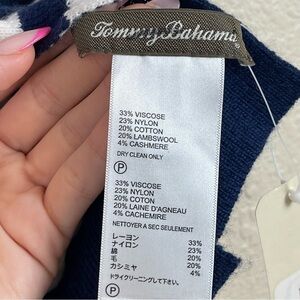 Tommy Bahama®
33% VISCOSE
23% NYLON
20% COTTON
20% LAMBSWOOL
4% CASHMERE
DRY CLEAN ONLY
P
33% VISCOSE
23% NYLON
20% COTON
20% LAINE D'AGNEAU
4% CACHEMIRE
NETTOYER A SEC SEULEMENT
P
レーヨン 33%
ナイロン 23%
綿 20%
毛 20%
カシミヤ 4%
ドライクリーニングして下さい。
P